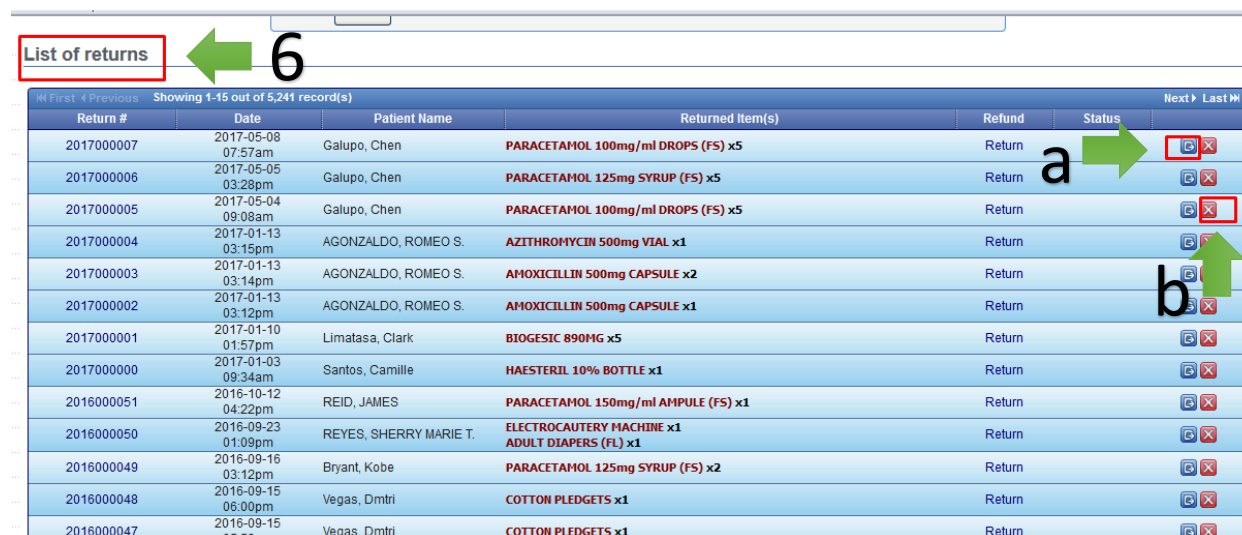 List of returns
6
First Previous Showing 1-15 out of 5,241 record(s) Next Last
Return # Date Patient Name Returned Item(s) Refund Status
2017000007 2017-05-08 07:57am Galupo, Chen PARACETAMOL 100mg/ml DROPS (FS) x5 Return
a
2017000006 2017-05-05 03:28pm Galupo, Chen PARACETAMOL 125mg SYRUP (FS) x5 Return
2017000005 2017-05-04 09:08am Galupo, Chen PARACETAMOL 100mg/ml DROPS (FS) x5 Return
2017000004 2017-01-13 03:15pm AGONZALDO, ROMEO S. AZITHROMYCIN 500mg VIAL x1 Return
2017000003 2017-01-13 03:14pm AGONZALDO, ROMEO S. AMOXICILLIN 500mg CAPSULE x2 Return
b
2017000002 2017-01-13 03:12pm AGONZALDO, ROMEO S. AMOXICILLIN 500mg CAPSULE x1 Return
2017000001 2017-01-10 01:57pm Limatasa, Clark BIOGESIC 890MG x5 Return
2017000000 2017-01-03 09:34am Santos, Camille HAESTERIL 10% BOTTLE x1 Return
2016000051 2016-10-12 04:22pm REID, JAMES PARACETAMOL 150mg/ml AMPULE (FS) x1 Return
2016000050 2016-09-23 01:09pm REYES, SHERRY MARIE T. ELECTROCAUTERY MACHINE x1 ADULT DIAPERS (FL) x1 Return
2016000049 2016-09-16 03:12pm Bryant, Kobe PARACETAMOL 125mg SYRUP (FS) x2 Return
2016000048 2016-09-15 06:00pm Vegas, Dmtri COTTON PLEDGETS x1 Return
2016000047 2016-09-15 Vegas, Dmtri COTTON PLEDGETS x1 Return